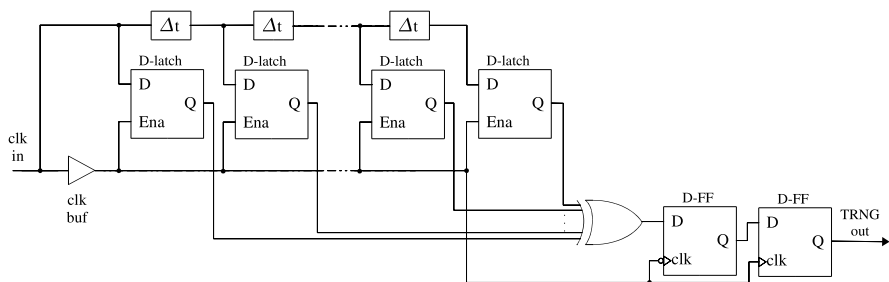 Δt Δt Δt
D-latch D-latch D-latch D-latch
D D D D
Q Q Q Q
Ena Ena Ena Ena
clk
in
clk
buf
D-FF D-FF
D D
Q Q
clk clk
TRNG
out